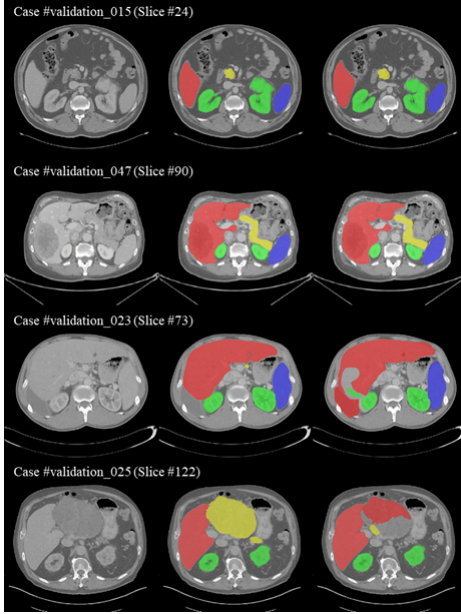 Case #validation_015 (Slice #24)
Case #validation_047 (Slice #90)
Case #validation_023 (Slice #73)
Case #validation_025 (Slice #122)